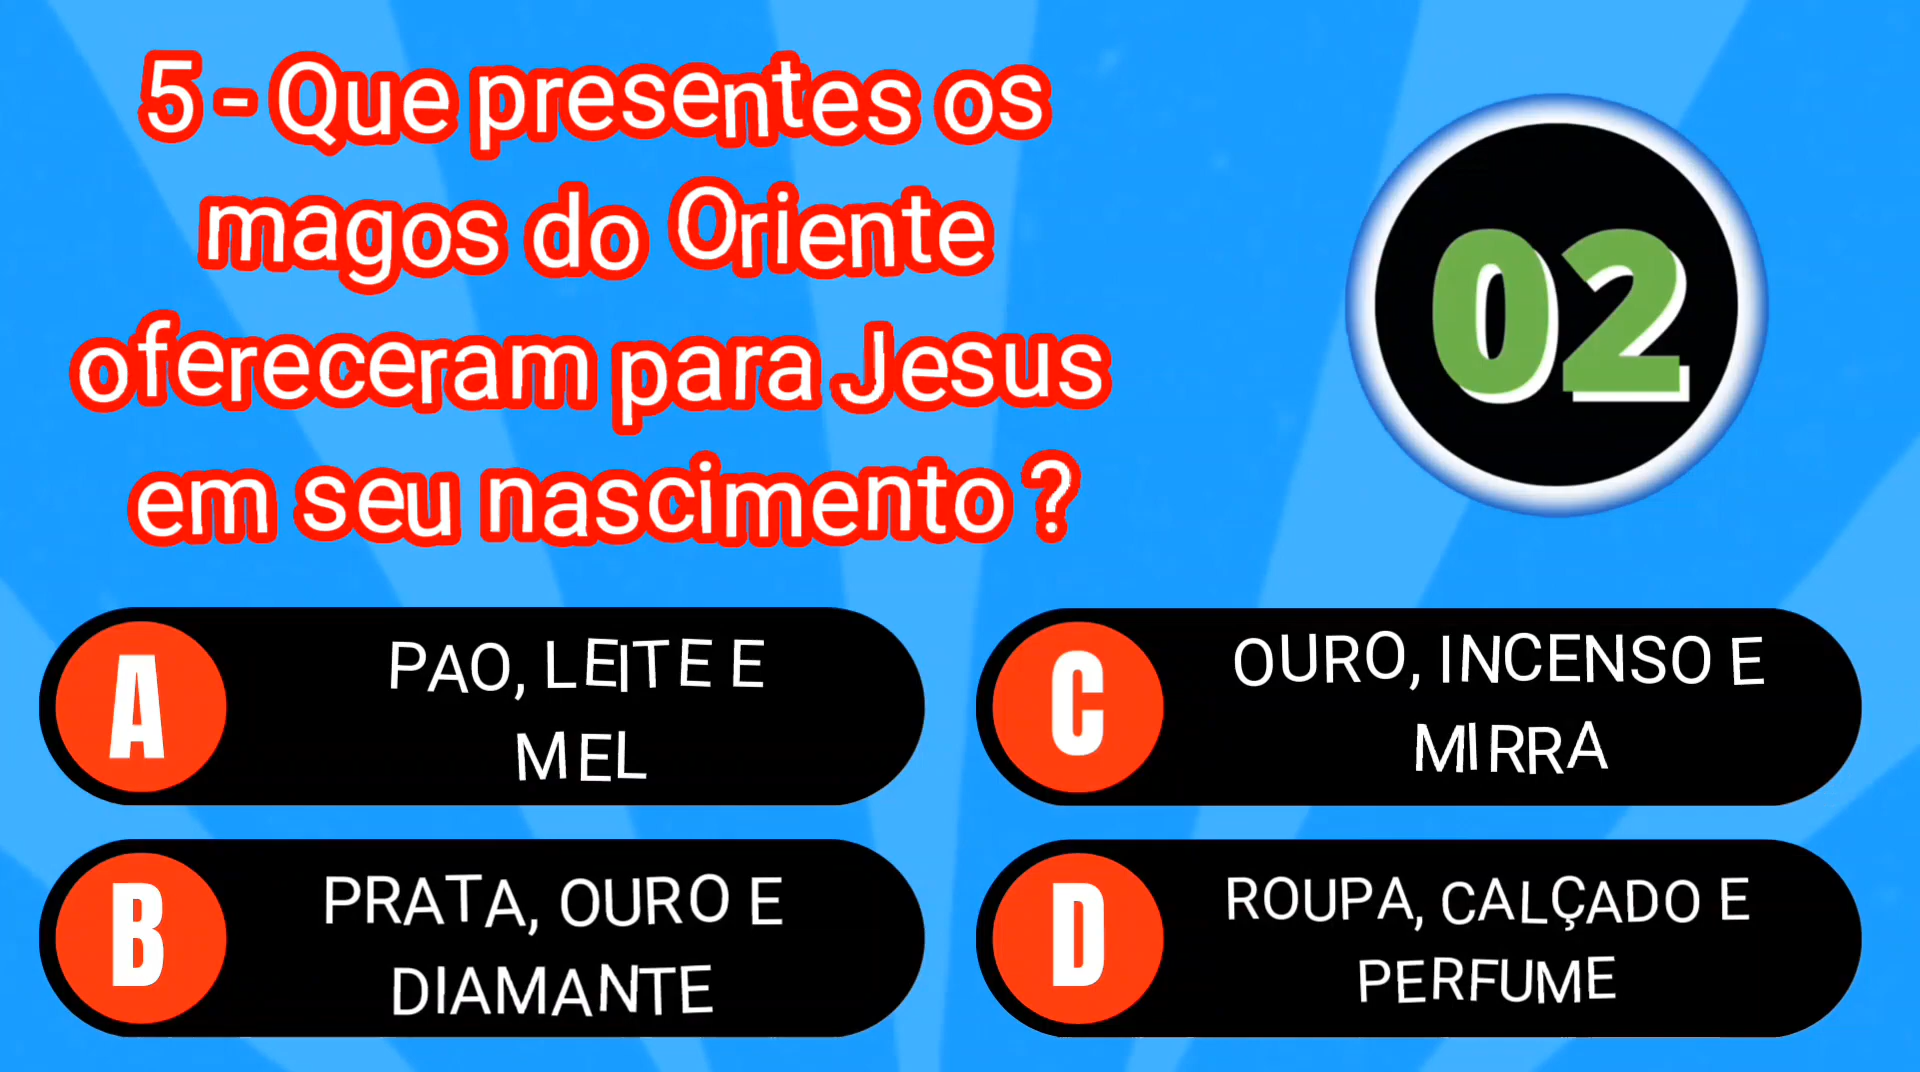 5 - Que presentes os
magos do Oriente
ofereceram para Jesus
em seu nascimento ?
02
A
PAO, LEITE E
MEL
C
OURO, INCENSO E
MIRRA
B
PRATA, OURO E
DIAMANTE
D
ROUPA, CALÇADO E
PERFUME